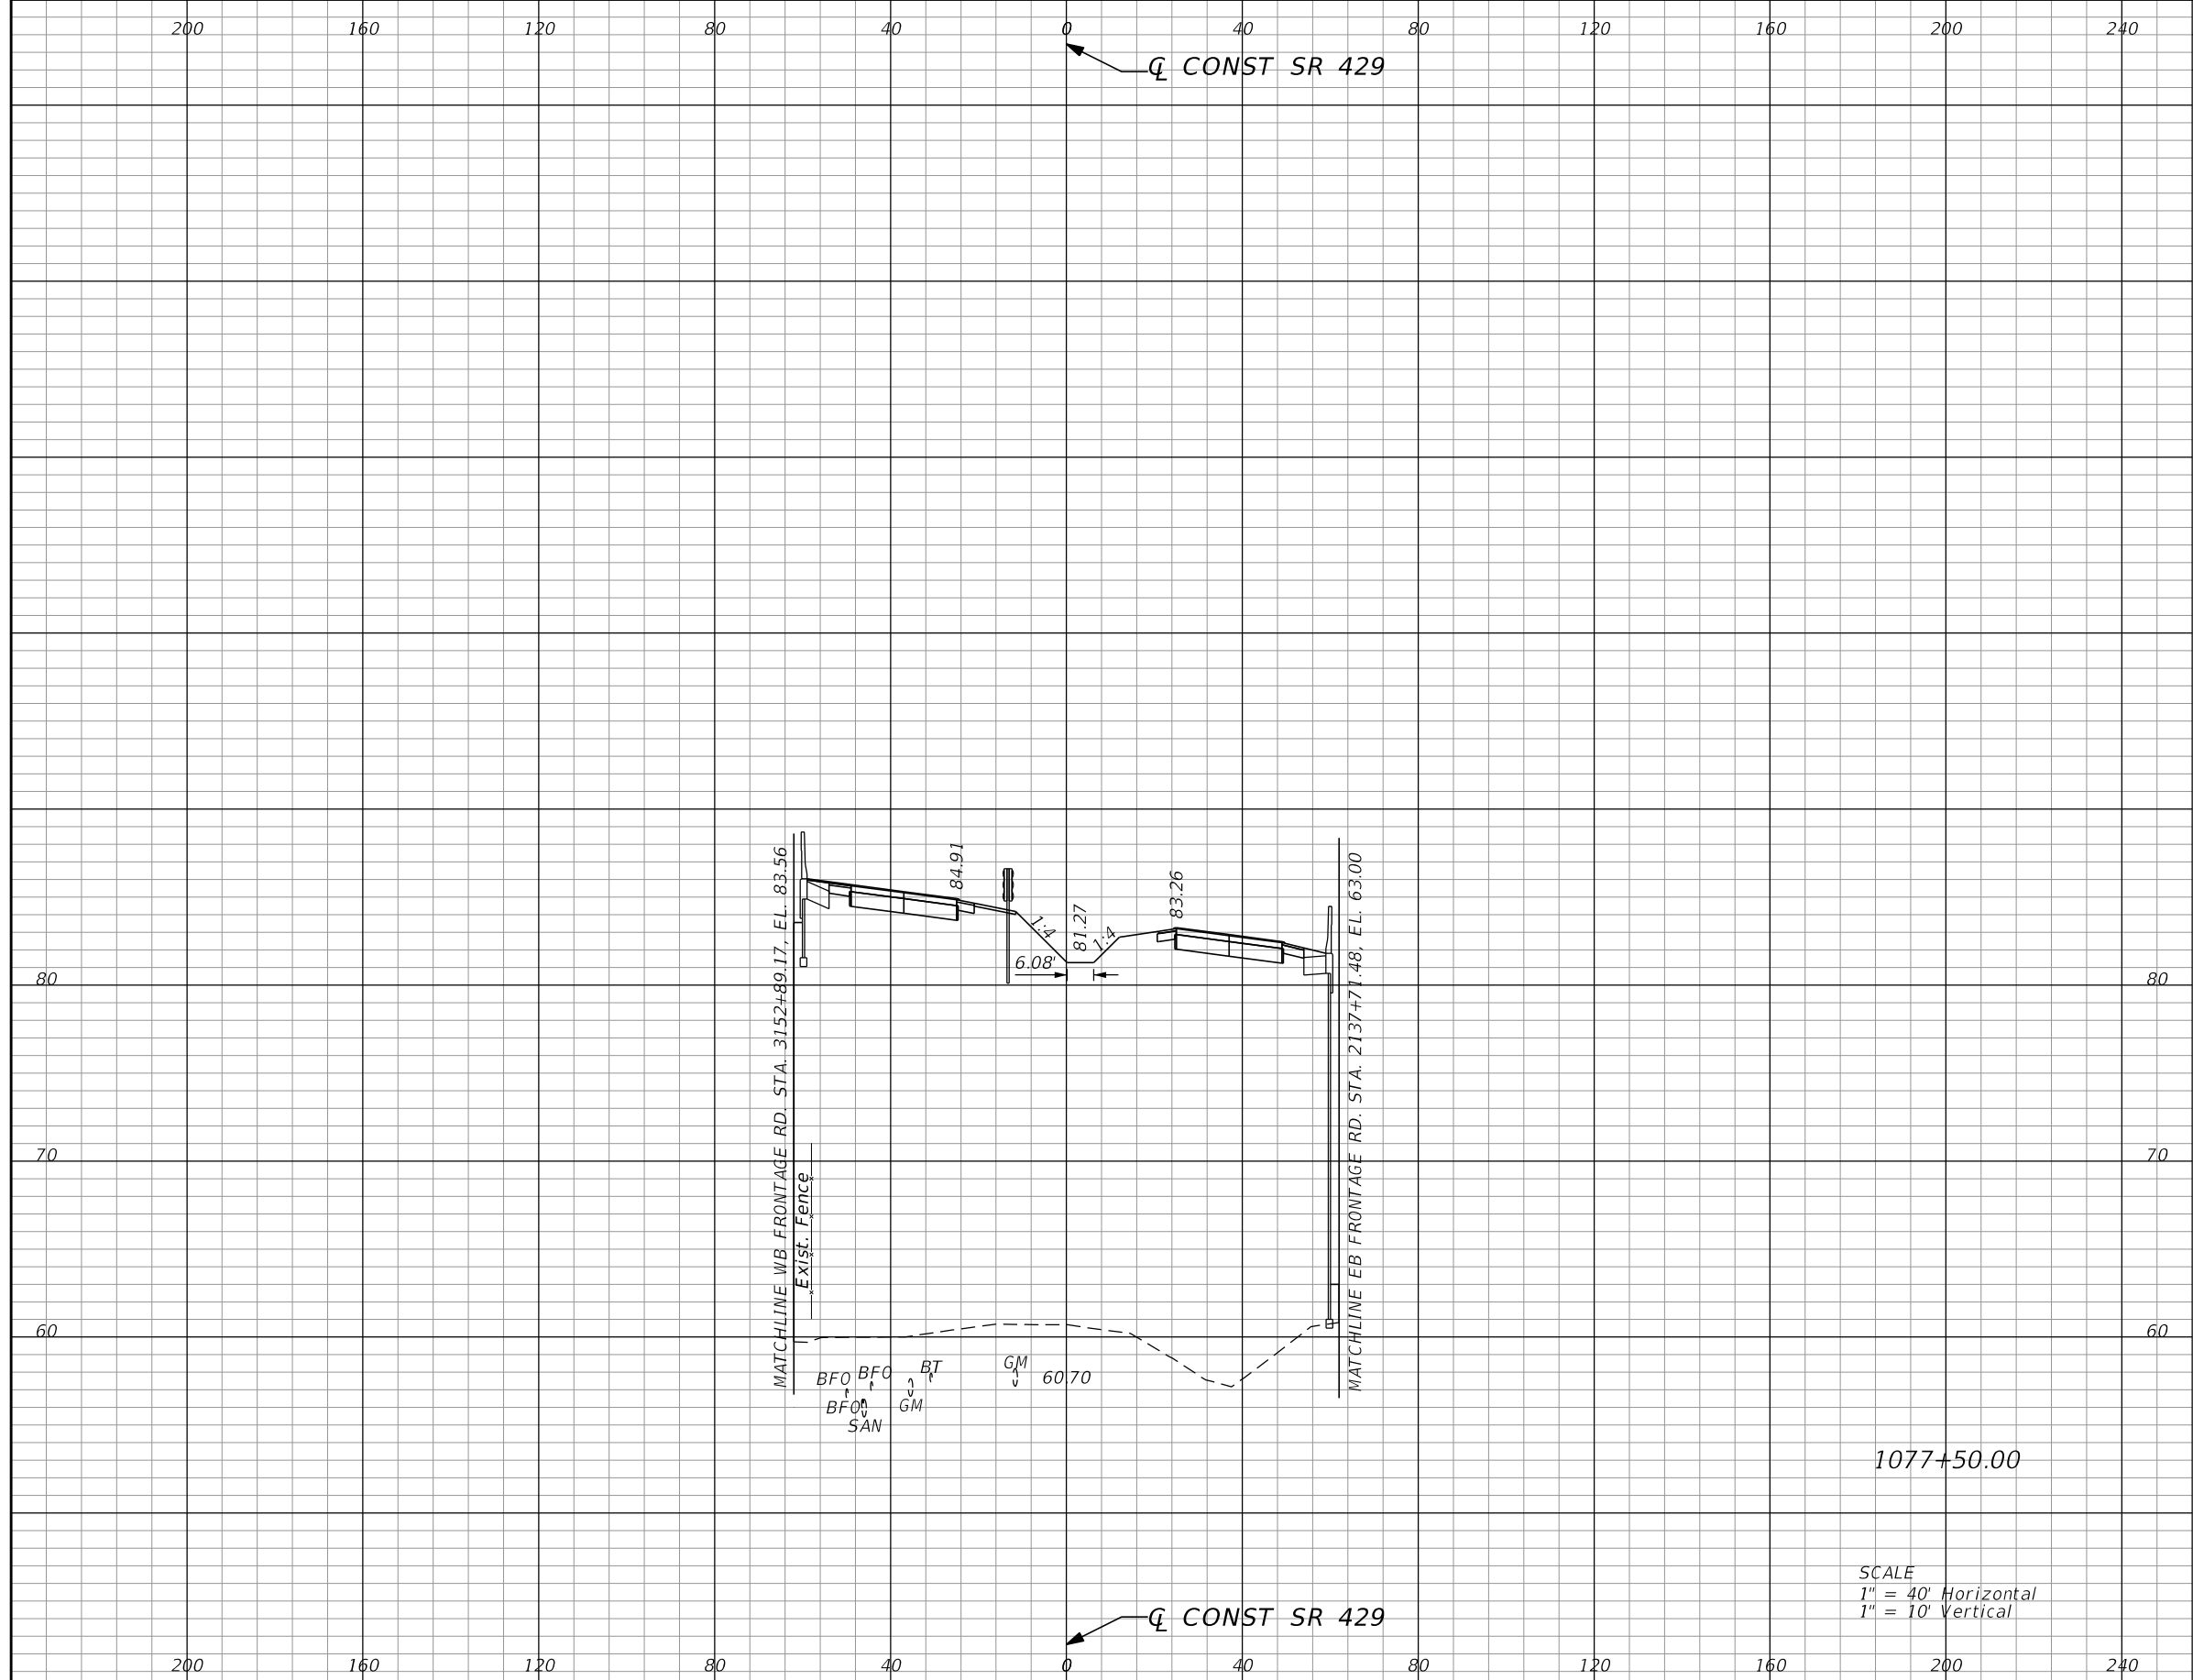 200 160 120 80 40 0 40 80 120 160 200 240
℄ CONST SR 429
MATCHLINE WB FRONTAGE RD. STA. 3152+89.17, EL. 83.56
84.91
1:4
81.27
1:4
83.26
6.08'
MATCHLINE EB FRONTAGE RD. STA. 2137+71.48, EL. 63.00
80 80
70 70
Exist. Fence
60 60
BFO BFO BT GM
60.70
BFO GM
SAN
1077+50.00
SCALE
1" = 40' Horizontal
1" = 10' Vertical
℄ CONST SR 429
200 160 120 80 40 0 40 80 120 160 200 240